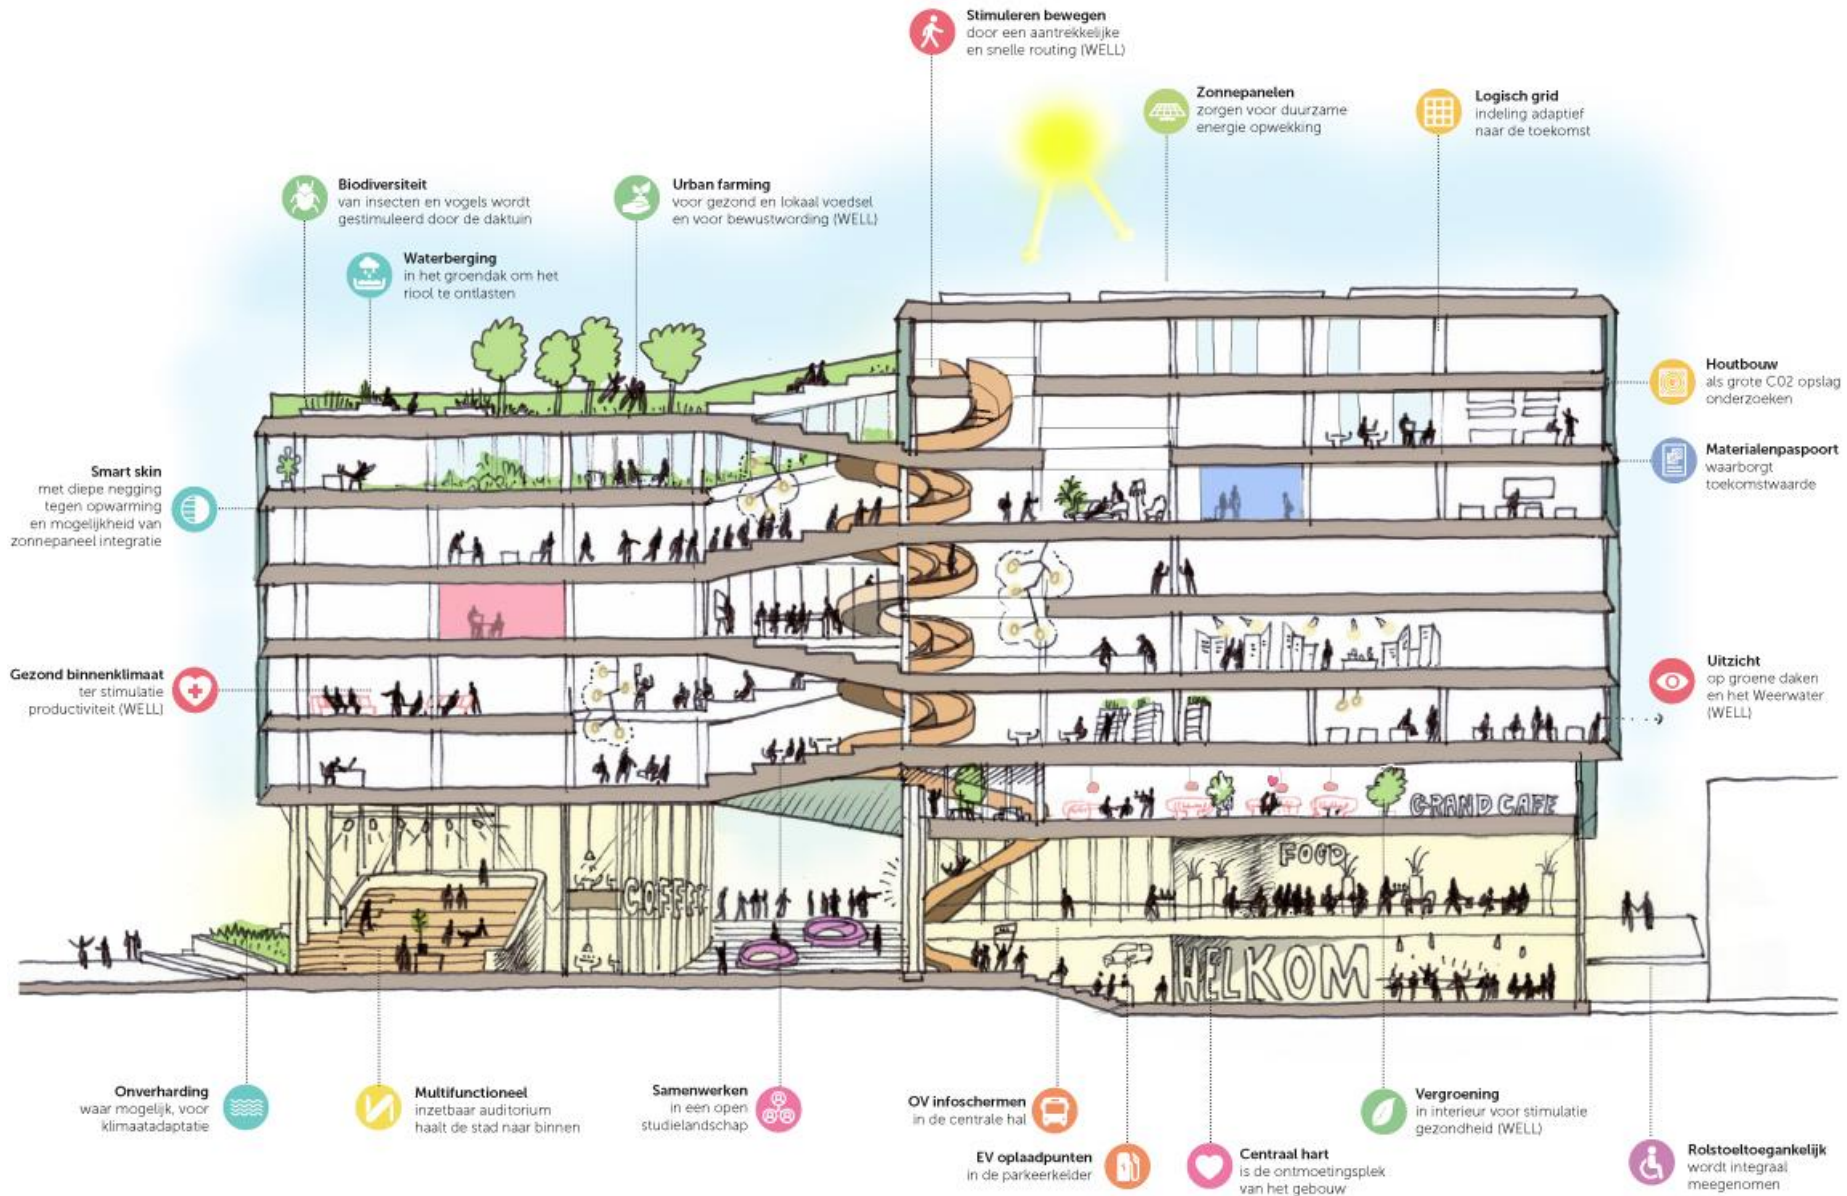 Stimuleren bewegen
door een aantrekkelijke
en snelle routing (WELL)
Zonnepanelen
zorgen voor duurzame
energie opwekking
Logisch grid
indeling adaptief
naar de toekomst
Biodiversiteit
van insecten en vogels wordt
gestimuleerd door de daktuin
Urban farming
voor gezond en lokaal voedsel
en voor bewustwording (WELL)
Waterberging
in het groendak om het
riool te ontlasten
Houtbouw
als grote C02 opslag
onderzoeken
Materialenpaspoort
waarborgt
toekomstwaarde
Smart skin
met diepe negging
tegen opwarming
en mogelijkheid van
zonnepaneel integratie
Gezond binnenklimaat
ter stimulatie
productiviteit (WELL)
Uitzicht
op groene daken
en het Weerwater
(WELL)
GRAND CAFE
FOOD
COFFEE
WELKOM
Onverharding
waar mogelijk, voor
klimaatadaptatie
Multifunctioneel
inzetbaar auditorium
haalt de stad naar binnen
Samenwerken
in een open
studielandschap
OV infoschermen
in de centrale hal
EV oplaadpunten
in de parkeerkelder
Centraal hart
is de ontmoetingsplek
van het gebouw
Vergroening
in interieur voor stimulatie
gezondheid (WELL)
Rolstoeltoegankelijk
wordt integraal
meegenomen